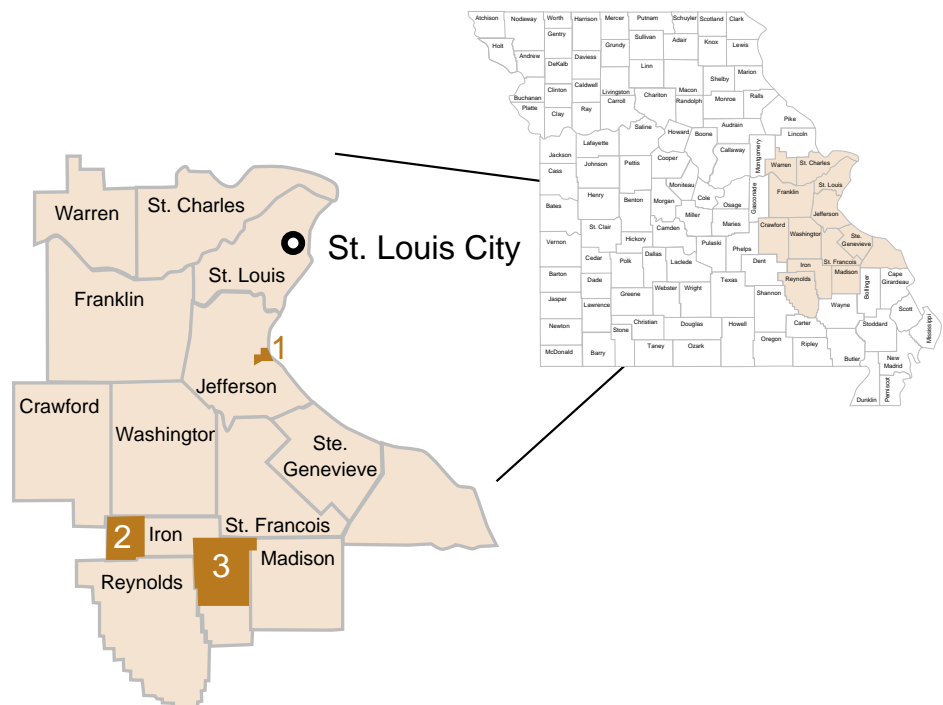 Atchison
Nodaway
Worth
Harrison
Mercer
Putnam
Schuyler
Scotland
Clark
Gentry
Sullivan
Adair
Knox
Holt
Grundy
Lewis
Andrew
Daviess
DeKalb
Linn
Marion
Shelby
Clinton
Caldwell
Livingston
Macon
Buchanan
Carroll
Chariton
Randolph
Monroe
Ralls
Platte
Clay
Ray
Pike
Audrain
Saline
Howard
Boone
Lincoln
Lafayette
Callaway
Montgomery
Jackson
Johnson
Pettis
Cooper
Warren
St. Charles
Cass
Moniteau
St. Louis
Henry
Benton
Morgan
Cole
Osage
Gasconade
Franklin
Bates
Miller
Jefferson
St. Clair
Camden
Maries
Crawford
Washington
Ste.
Genevieve
Vernon
Hickory
Pulaski
Phelps
Cedar
Polk
Dallas
Laclede
Dent
Iron
St. Francois
Barton
Dade
Webster
Wright
Texas
Shannon
Reynolds
Madison
Bollinger
Cape
Girardeau
Jasper
Lawrence
Greene
Wayne
Scott
Newton
Stone
Christian
Douglas
Howell
Carter
Stoddard
Mississippi
McDonald
Barry
Taney
Ozark
Oregon
Ripley
Butler
New
Madrid
Dunklin
Pemiscot
Warren
St. Charles
St. Louis City
St. Louis
Franklin
1
Jefferson
Crawford
Washington
Ste.
Genevieve
2
Iron
St. Francois
3
Madison
Reynolds